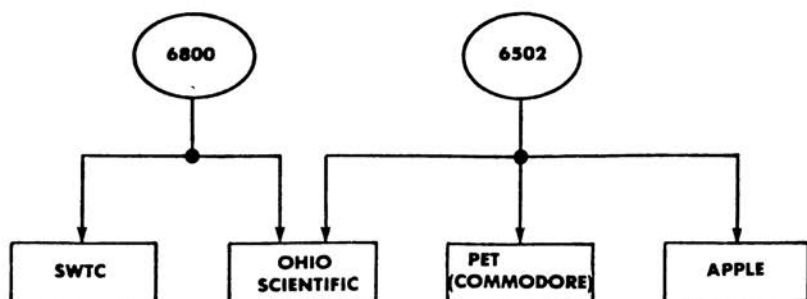 6800
6502
SWTC
OHIO
SCIENTIFIC
PET
(COMMODORE)
APPLE